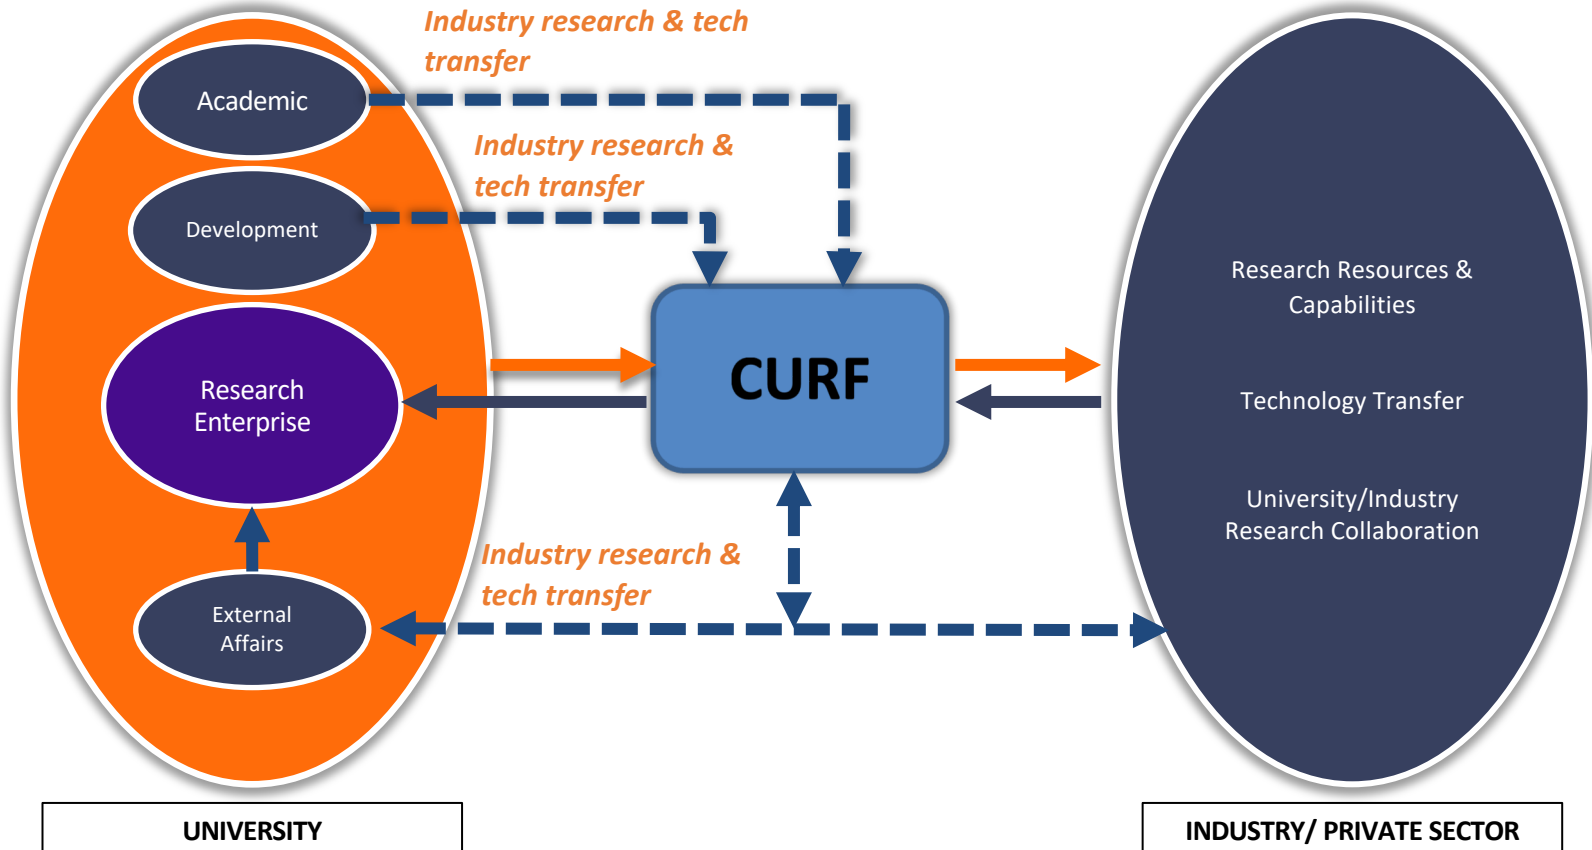 Industry research & tech
transfer
Academic
Industry research &
tech transfer
Development
Research
Enterprise
CURF
Industry research &
tech transfer
External
Affairs
Research Resources &
Capabilities
Technology Transfer
University/Industry
Research Collaboration
UNIVERSITY
INDUSTRY/ PRIVATE SECTOR